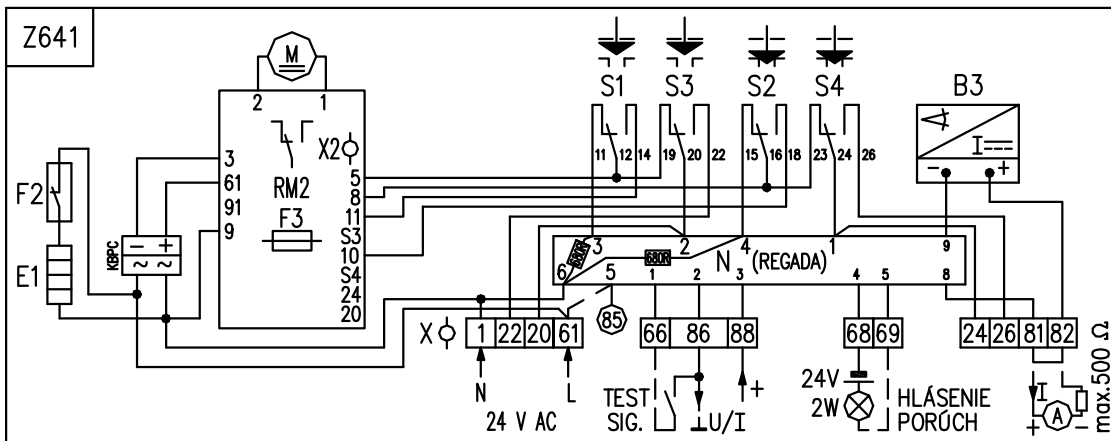 Z641
M
2 1
S1 S3 S2 S4 B3
11 12 14 19 20 22 15 16 18 23 24 26
I
- +
3
61
91
9
X2
RM2
F3
5
8
11
S3
10
S4
24
20
F2
E1
KBPC
- +
~ ~
680R 3 2 680R 4 1 9
N (REGADA)
6 5 1 2 3 4 5 8
85
X 1 22 20 61 66 86 88 68 69 24 26 81 82
N L
24 V AC
TEST
SIG.
U/I
+
24V
2W
HLÁSENIE
PORÚCH
I
A
+ -
max.500 Ω